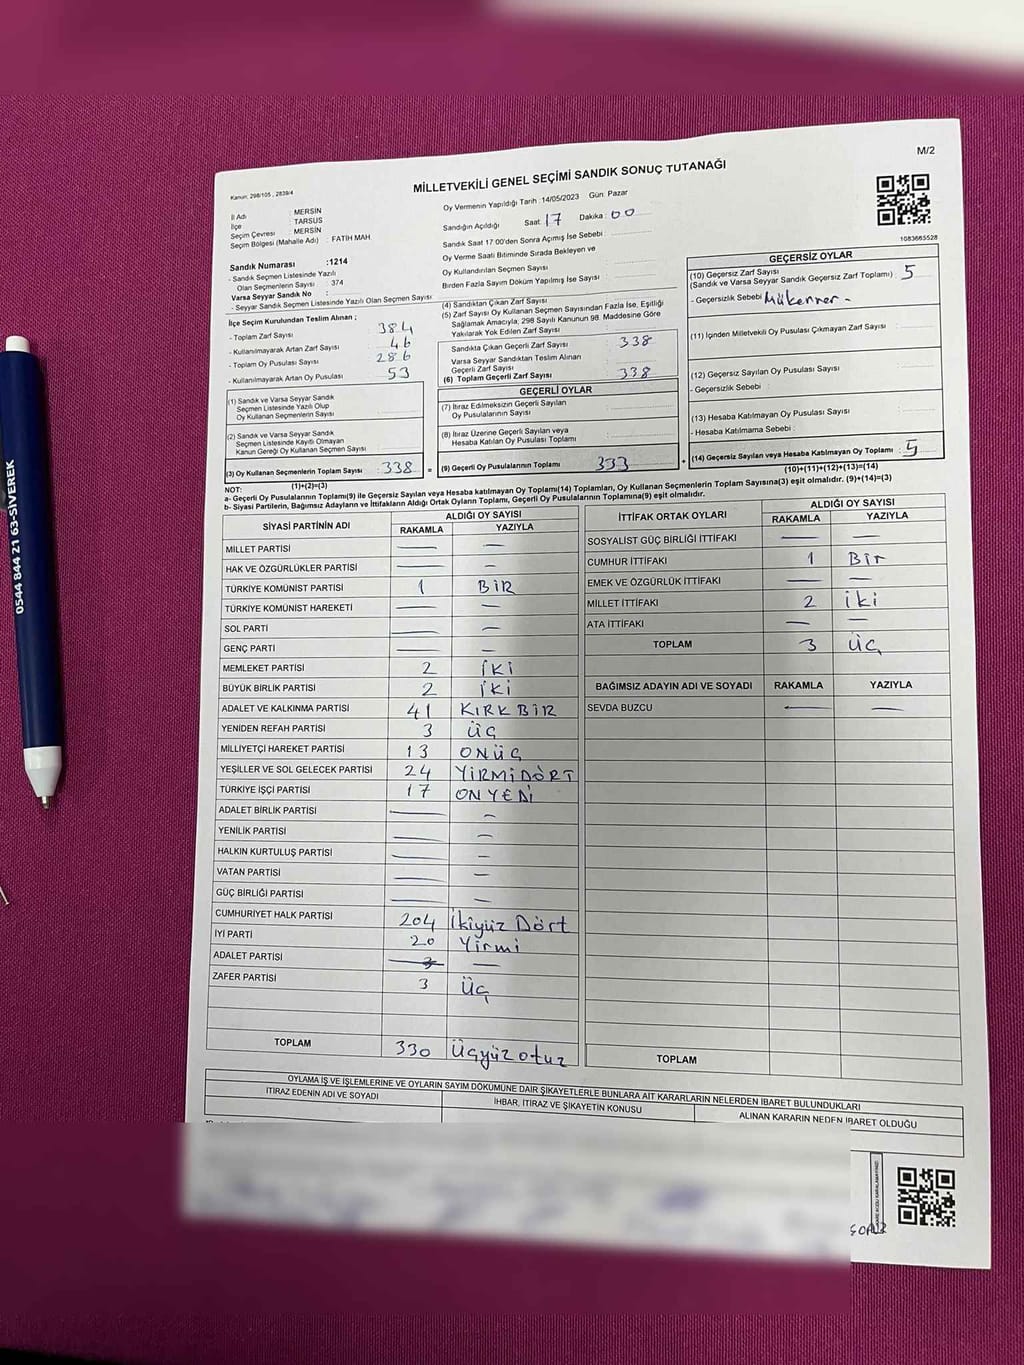 M/2
Kanun: 298/105 , 2839/4
MİLLETVEKİLİ GENEL SEÇİMİ SANDIK SONUÇ TUTANAĞI
İl Adı : MERSİN
İlçe : TARSUS
Seçim Çevresi : MERSİN
Seçim Bölgesi (Mahalle Adı) : FATİH MAH
Sandık Numarası :1214
- Sandık Seçmen Listesinde Yazılı
Olan Seçmenlerin Sayısı : 374
Varsa Seyyar Sandık No :
- Seyyar Sandık Seçmen Listesinde Yazılı Olan Seçmen Sayısı
İlçe Seçim Kurulundan Teslim Alınan ;
- Toplam Zarf Sayısı : 384
- Kullanılmayarak Artan Zarf Sayısı : 46
- Toplam Oy Pusulası Sayısı : 286
- Kullanılmayarak Artan Oy Pusulası : 53
(1) Sandık ve Varsa Seyyar Sandık
Seçmen Listesinde Yazılı Olup
Oy Kullanan Seçmenlerin Sayısı
(2) Sandık ve Varsa Seyyar Sandık
Seçmen Listesinde Kayıtlı Olmayan
Kanun Gereği Oy Kullanan Seçmen Sayısı
(3) Oy Kullanan Seçmenlerin Toplam Sayısı : 338 =
(1)+(2)=(3)
Oy Vermenin Yapıldığı Tarih :14/05/2023 Gün: Pazar
Sandığın Açıldığı Saat: 17 Dakika : 00
Sandık Saat 17 00'den Sonra Açımış İse Sebebi :
Oy Verme Saati Bitiminde Sırada Bekleyen ve
Oy Kullandırılan Seçmen Sayısı :
Birden Fazla Sayım Döküm Yapılmış İse Sayısı :
(4) Sandıktan Çıkan Zarf Sayısı :
(5) Zarf Sayısı Oy Kullanan Seçmen Sayısından Fazla İse, Eşitliği
Sağlamak Amacıyla; 298 Sayılı Kanunun 98. Maddesine Göre
Yakılarak Yok Edilen Zarf Sayısı :
Sandıkta Çıkan Geçerli Zarf Sayısı : 338
Varsa Seyyar Sandıktan Teslim Alınan
Geçerli Zarf Sayısı :
(6) Toplam Geçerli Zarf Sayısı : 338
GEÇERLİ OYLAR
(7) İtiraz Edilmeksizin Geçerli Sayılan
Oy Pusulalarının Sayısı :
(8) İtiraz Üzerine Geçerli Sayılan veya
Hesaba Katılan Oy Pusulası Toplamı :
(9) Geçerli Oy Pusulalarının Toplamı : 333 +
1083665528
GEÇERSİZ OYLAR
(10) Geçersiz Zarf Sayısı
(Sandık ve Varsa Seyyar Sandık Geçersiz Zarf Toplamı) : 5
- Geçersizlik Sebebi :
(11) İçinden Milletvekili Oy Pusulası Çıkmayan Zarf Sayısı :
(12) Geçersiz Sayılan Oy Pusulası Sayısı :
- Geçersizlik Sebebi :
(13) Hesaba Katılmayan Oy Pusulası Sayısı :
- Hesaba Katılmama Sebebi :
(14) Geçersiz Sayılan veya Hesaba Katılmayan Oy Toplamı : 5
(10)+(11)+(12)+(13)=(14)
NOT:
a- Geçerli Oy Pusulalarının Toplamı(9) ile Geçersiz Sayılan veya Hesaba katılmayan Oy Toplamı(14) Toplamları, Oy Kullanan Seçmenlerin Toplam Sayısına(3) eşit olmalıdır. (9)+(14)=(3)
b- Siyasi Partilerin, Bağımsız Adayların ve İttifakların Aldığı Ortak Oyların Toplamı, Geçerli Oy Pusulalarının Toplamına(9) eşit olmalıdır.
SİYASİ PARTİNİN ADI ALDIĞI OY SAYISI
RAKAMLA YAZIYLA
MİLLET PARTİSİ — —
HAK VE ÖZGÜRLÜKLER PARTİSİ — —
TÜRKİYE KOMÜNİST PARTİSİ 1 BİR
TÜRKİYE KOMÜNİST HAREKETİ — —
SOL PARTİ — —
GENÇ PARTİ — —
MEMLEKET PARTİSİ 2 İKİ
BÜYÜK BİRLİK PARTİSİ 2 İKİ
ADALET VE KALKINMA PARTİSİ 41 KIRK BİR
YENİDEN REFAH PARTİSİ 3 ÜÇ
MİLLİYETÇİ HAREKET PARTİSİ 13 ONÜÇ
YEŞİLLER VE SOL GELECEK PARTİSİ 24 YİRMİDÖRT
TÜRKİYE İŞÇİ PARTİSİ 17 ONYEDİ
ADALET BİRLİK PARTİSİ — —
YENİLİK PARTİSİ — —
HALKIN KURTULUŞ PARTİSİ — —
VATAN PARTİSİ — —
GÜÇ BİRLİĞİ PARTİSİ — —
CUMHURİYET HALK PARTİSİ 204 İkiyüz Dört
İYİ PARTİ 20 Yirmi
ADALET PARTİSİ — —
ZAFER PARTİSİ 3 Üç
TOPLAM 330 Üçyüzotuz
İTTİFAK ORTAK OYLARI ALDIĞI OY SAYISI
RAKAMLA YAZIYLA
SOSYALİST GÜÇ BİRLİĞİ İTTİFAKI — —
CUMHUR İTTİFAKI 1 Bir
EMEK VE ÖZGÜRLÜK İTTİFAKI — —
MİLLET İTTİFAKI 2 İki
ATA İTTİFAKI — —
TOPLAM 3 ÜÇ
BAĞIMSIZ ADAYIN ADI VE SOYADI RAKAMLA YAZIYLA
SEVDA BUZCU — —
TOPLAM
OYLAMA İŞ VE İŞLEMLERİNE VE OYLARIN SAYIM DÖKÜMÜNE DAİR ŞİKAYETLERLE BUNLARA AİT KARARLARIN NELERDEN İBARET BULUNDUKLARI
İTİRAZ EDENİN ADI VE SOYADI İHBAR, İTİRAZ VE ŞİKAYETİN KONUSU ALINAN KARARIN NEDEN İBARET OLDUĞU
0544 844 21 63-SİVEREK